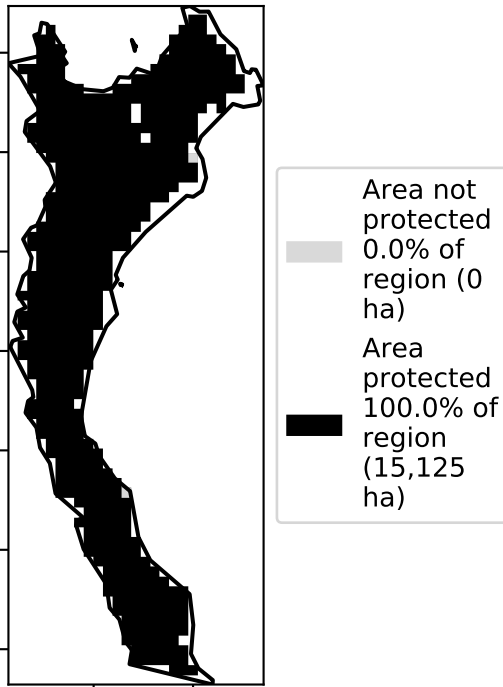 Area not
protected
0.0% of
region (0
ha)
Area
protected
100.0% of
region
(15,125
ha)